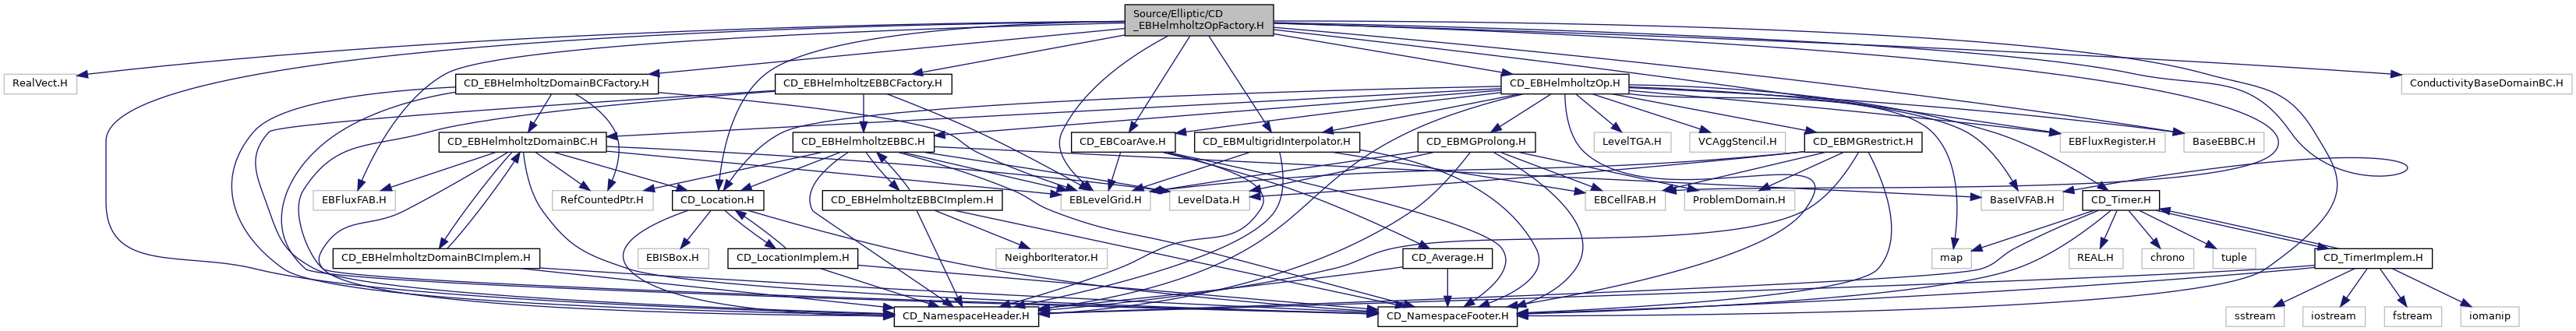 Source/Elliptic/CD
_EBHelmholtzOpFactory.H
RealVect.H
CD_EBHelmholtzDomainBCFactory.H
CD_EBHelmholtzEBBCFactory.H
CD_EBHelmholtzOp.H
ConductivityBaseDomainBC.H
CD_EBHelmholtzDomainBC.H
CD_EBHelmholtzEBBC.H
CD_EBCoarAve.H
CD_EBMultigridInterpolator.H
CD_EBMGProlong.H
LevelTGA.H
VCAggStencil.H
CD_EBMGRestrict.H
EBFluxRegister.H
BaseEBBC.H
EBFluxFAB.H
RefCountedPtr.H
CD_Location.H
CD_EBHelmholtzEBBCImplem.H
EBLevelGrid.H
LevelData.H
EBCellFAB.H
ProblemDomain.H
BaseIVFAB.H
CD_Timer.H
CD_EBHelmholtzDomainBCImplem.H
EBISBox.H
CD_LocationImplem.H
NeighborIterator.H
CD_Average.H
map
REAL.H
chrono
tuple
CD_TimerImplem.H
CD_NamespaceHeader.H
CD_NamespaceFooter.H
sstream
iostream
fstream
iomanip